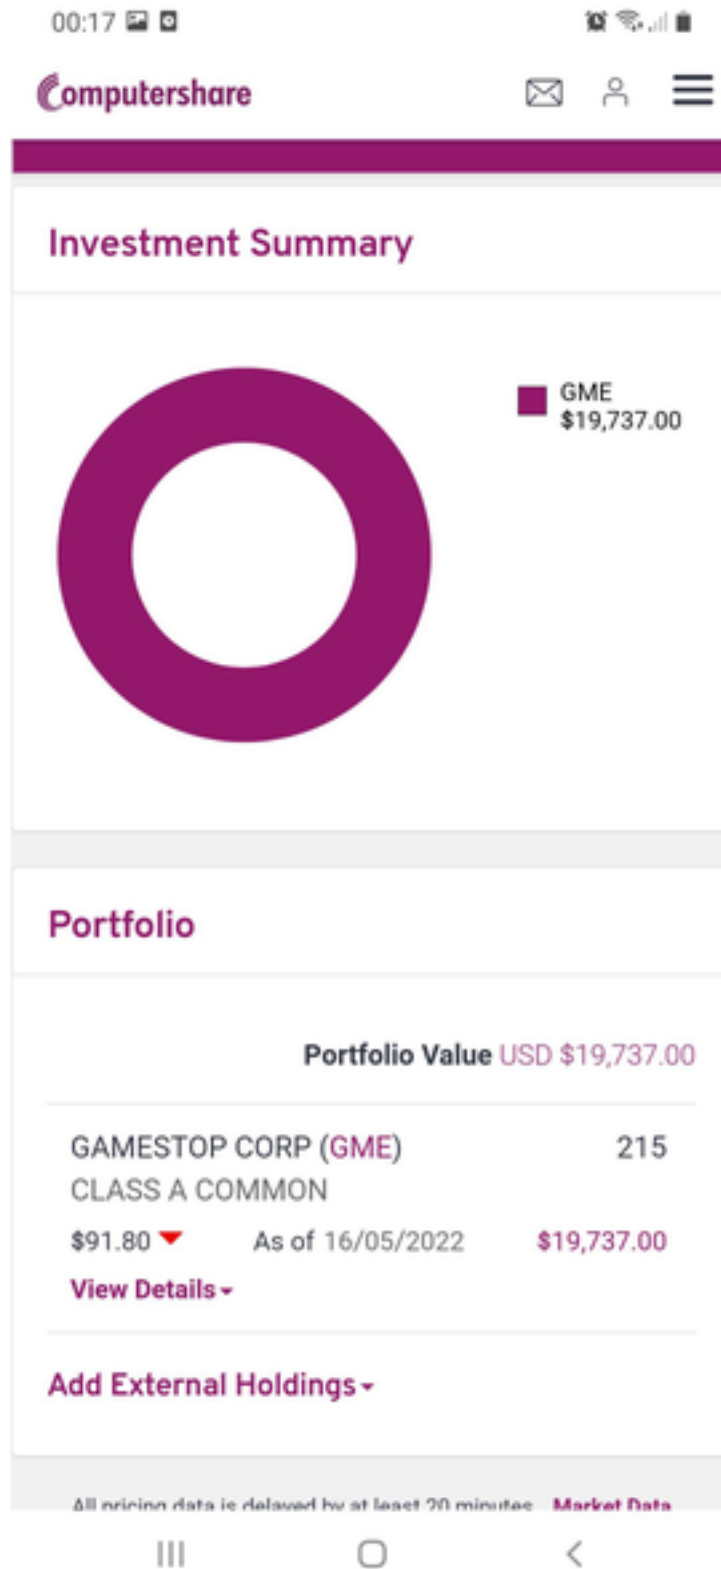 00:17
Computershare
Investment Summary
GME
$19,737.00
Portfolio
Portfolio Value USD $19,737.00
GAMESTOP CORP (GME) 215
CLASS A COMMON
$91.80 As of 16/05/2022 $19,737.00
View Details
Add External Holdings
All pricing data is delayed by at least 20 minutes Market Data